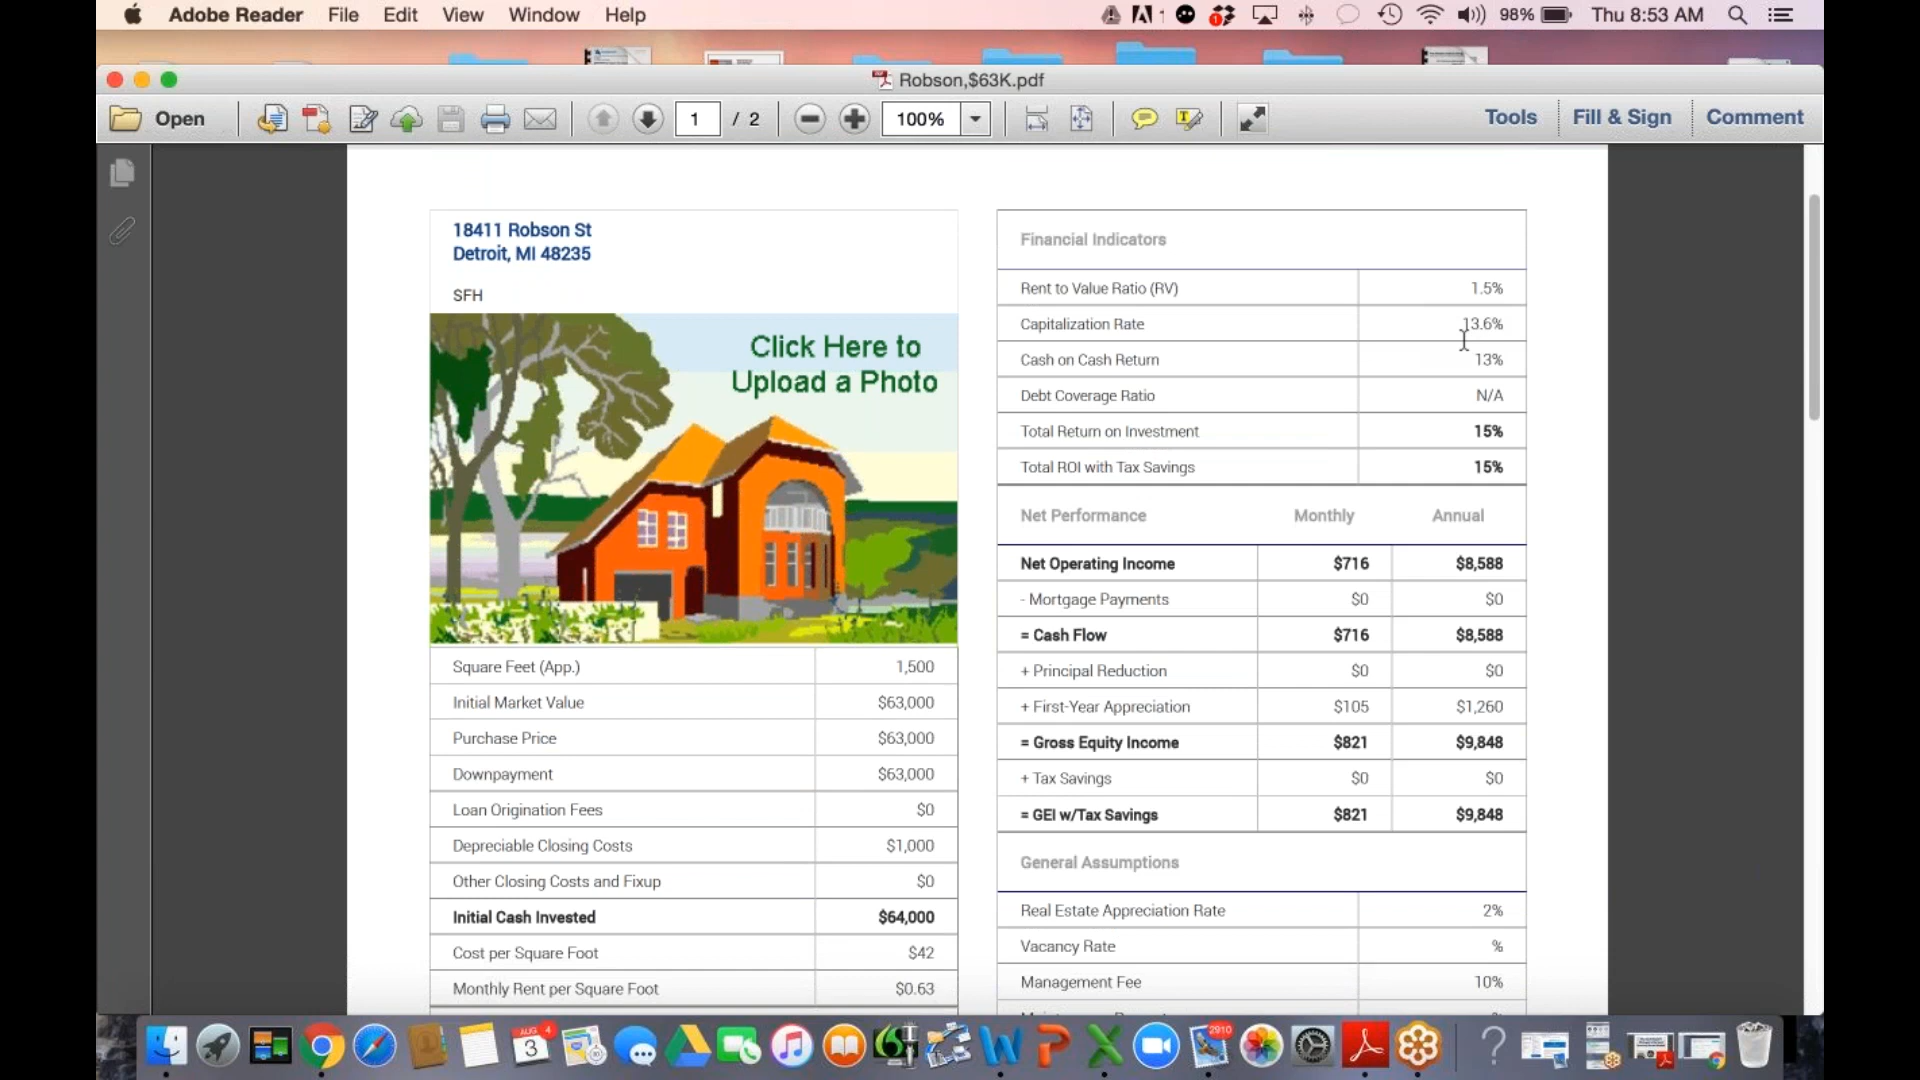 Adobe Reader File Edit View Window Help 1 98% Thu 8:53 AM
Robson,$63K.pdf
Open 1 / 2 100% Tools Fill & Sign Comment
18411 Robson St
Detroit, MI 48235
SFH
Click Here to
Upload a Photo
Square Feet (App.) 1,500
Initial Market Value $63,000
Purchase Price $63,000
Downpayment $63,000
Loan Origination Fees $0
Depreciable Closing Costs $1,000
Other Closing Costs and Fixup $0
Initial Cash Invested $64,000
Cost per Square Foot $42
Monthly Rent per Square Foot $0.63
Financial Indicators
Rent to Value Ratio (RV) 1.5%
Capitalization Rate 13.6%
Cash on Cash Return 13%
Debt Coverage Ratio N/A
Total Return on Investment 15%
Total ROI with Tax Savings 15%
Net Performance Monthly Annual
Net Operating Income $716 $8,588
- Mortgage Payments $0 $0
= Cash Flow $716 $8,588
+ Principal Reduction $0 $0
+ First-Year Appreciation $105 $1,260
= Gross Equity Income $821 $9,848
+ Tax Savings $0 $0
= GEI w/Tax Savings $821 $9,848
General Assumptions
Real Estate Appreciation Rate 2%
Vacancy Rate %
Management Fee 10%
AUG 4
3
2910